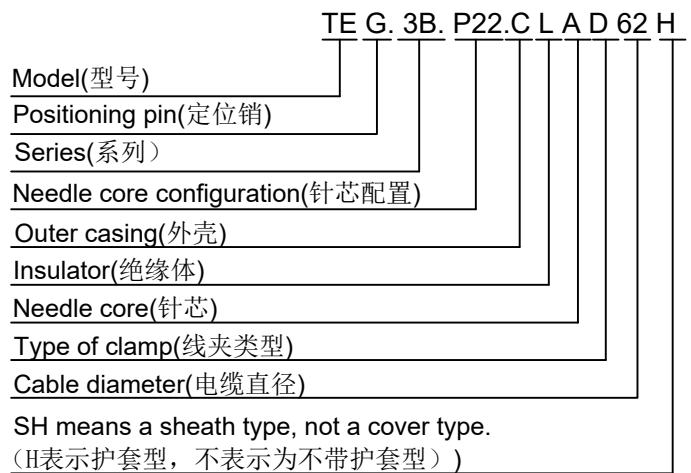 TE G. 3B. P22.C L A D 62 H
Model(型号)
Positioning pin(定位销)
Series(系列）
Needle core configuration(针芯配置)
Outer casing(外壳)
Insulator(绝缘体)
Needle core(针芯)
Type of clamp(线夹类型)
Cable diameter(电缆直径)
SH means a sheath type, not a cover type.
（H表示护套型，不表示为不带护套型）)